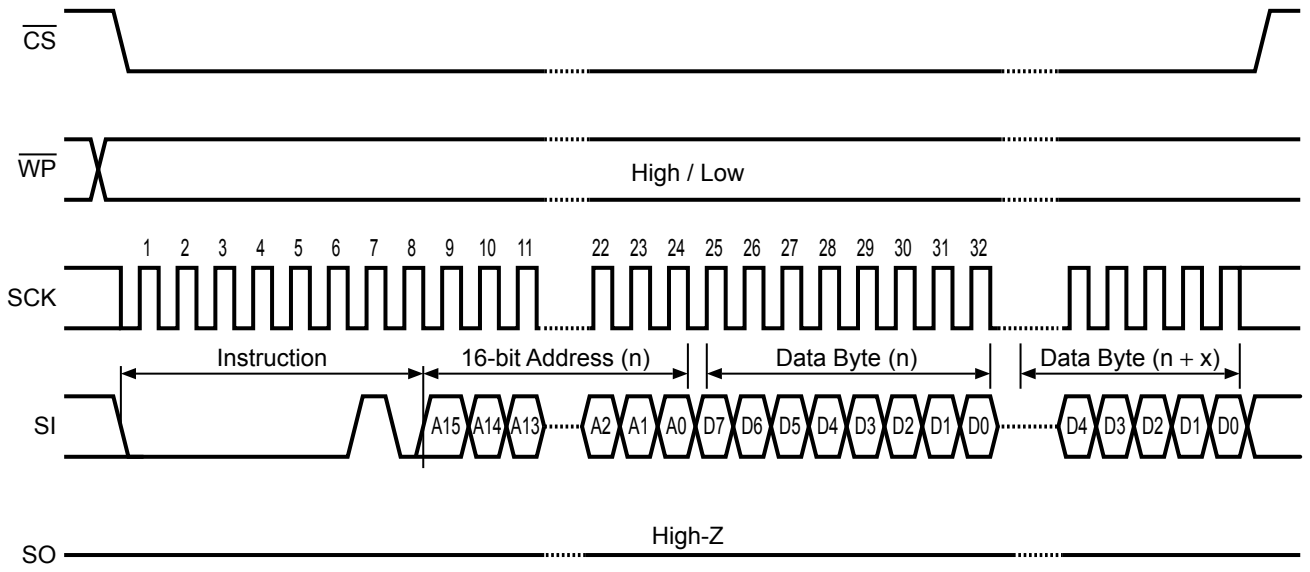 CS
WP
High / Low
1 2 3 4 5 6 7 8 9 10 11 22 23 24 25 26 27 28 29 30 31 32
SCK
Instruction 16-bit Address (n) Data Byte (n) Data Byte (n + x)
SI A15 A14 A13 A2 A1 A0 D7 D6 D5 D4 D3 D2 D1 D0 D4 D3 D2 D1 D0
High-Z
SO